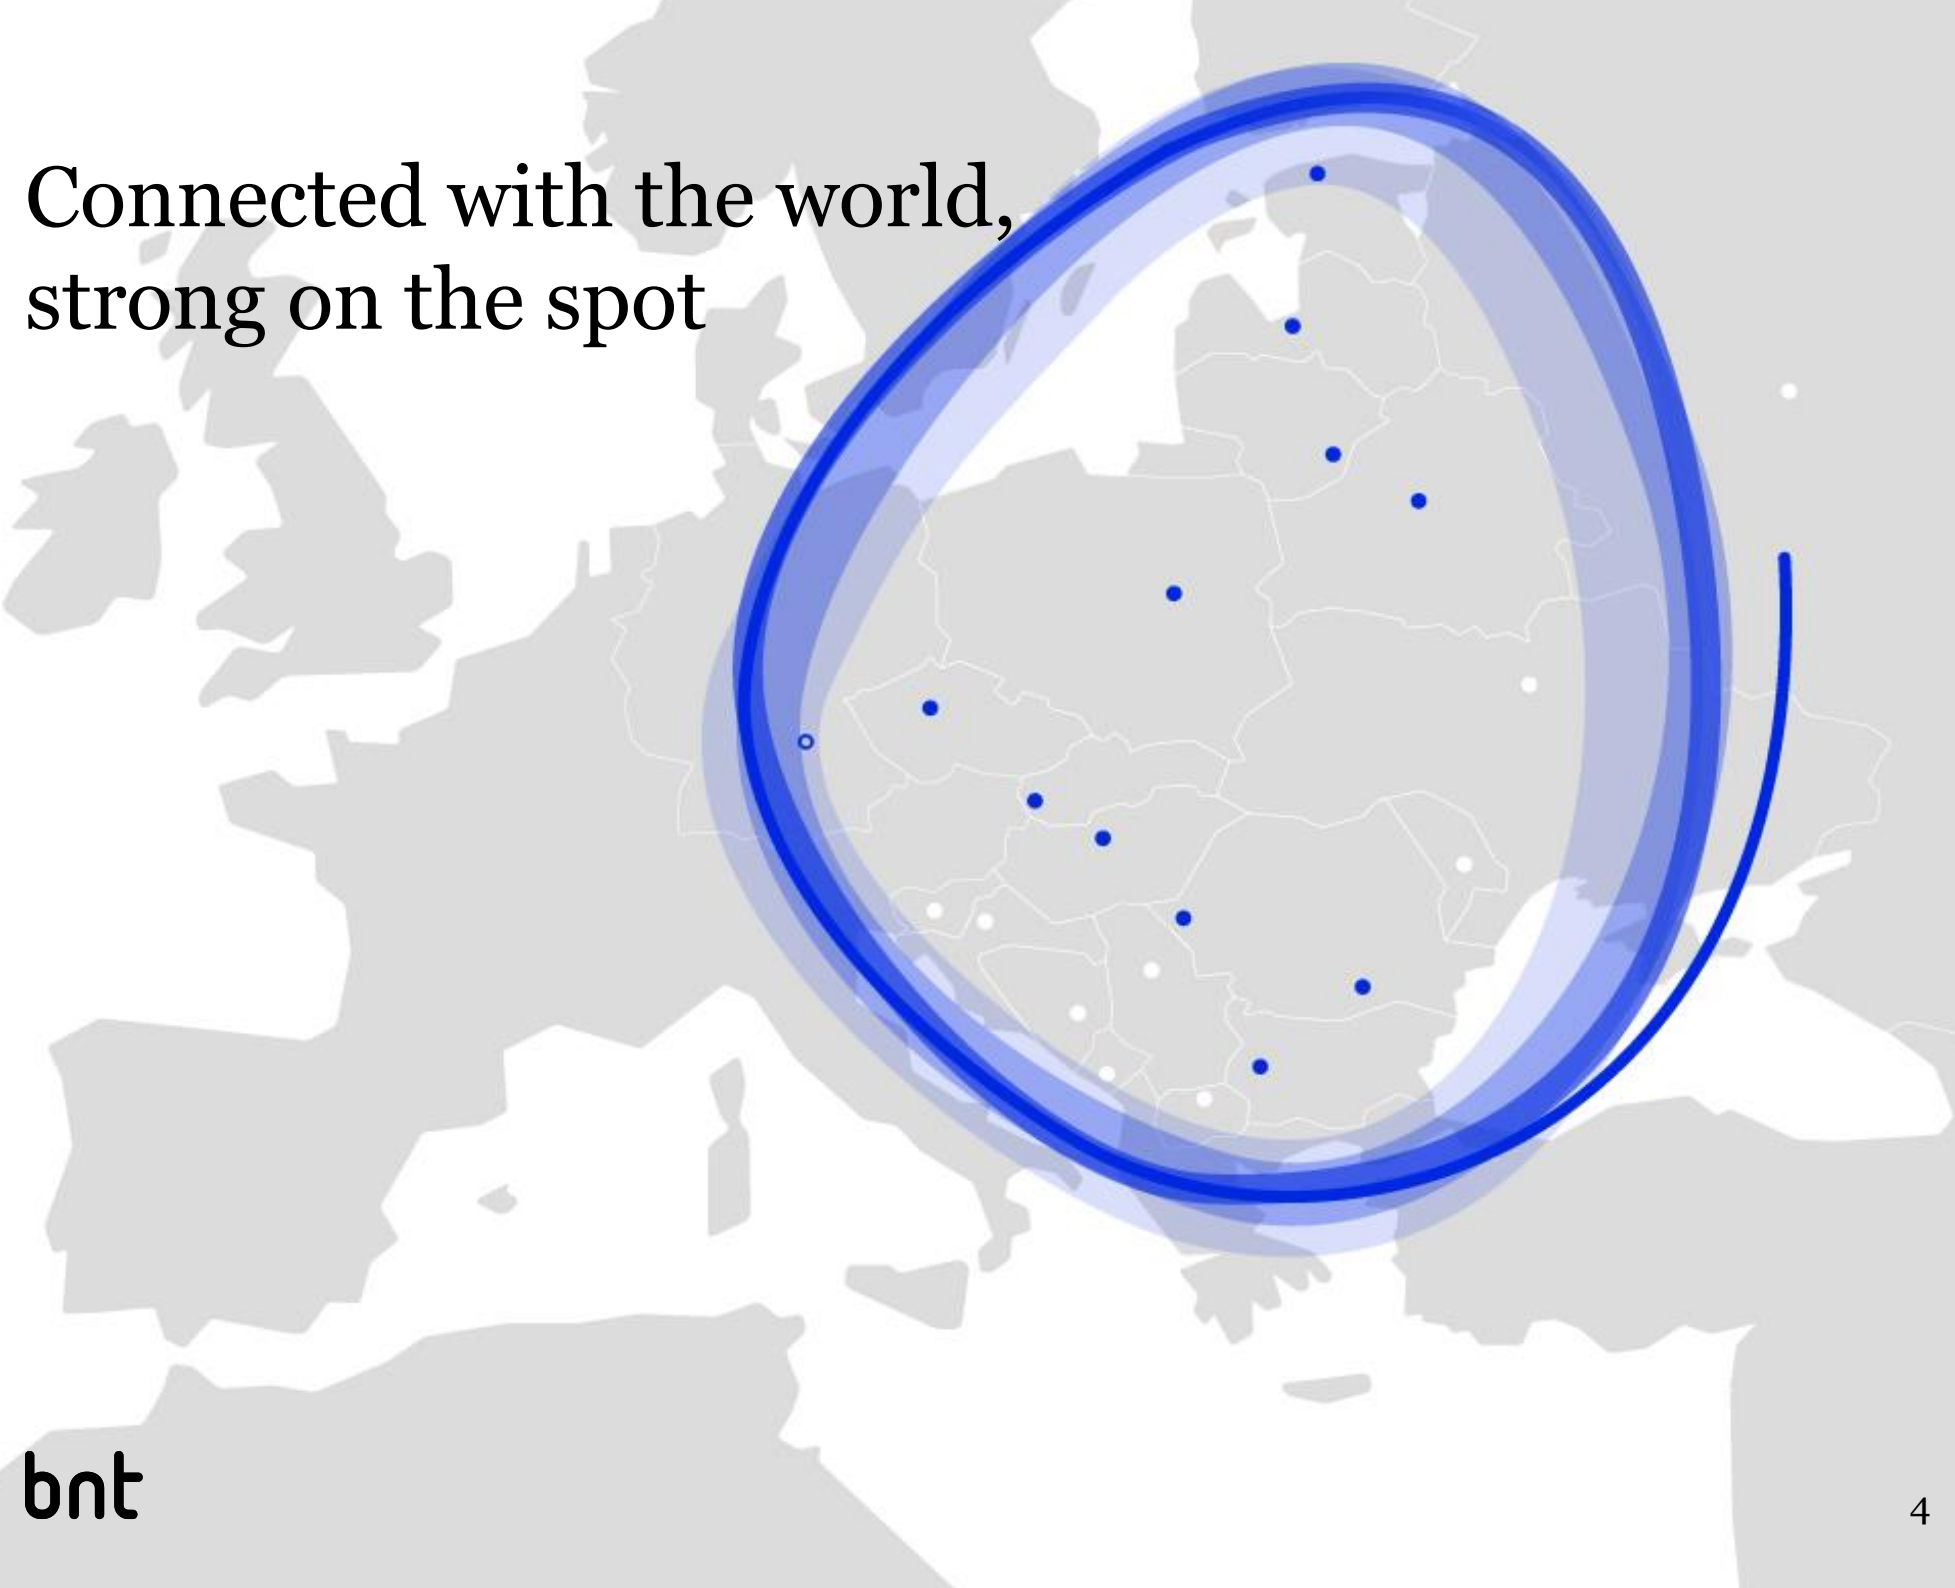 Connected with the world,
strong on the spot
bnt
4